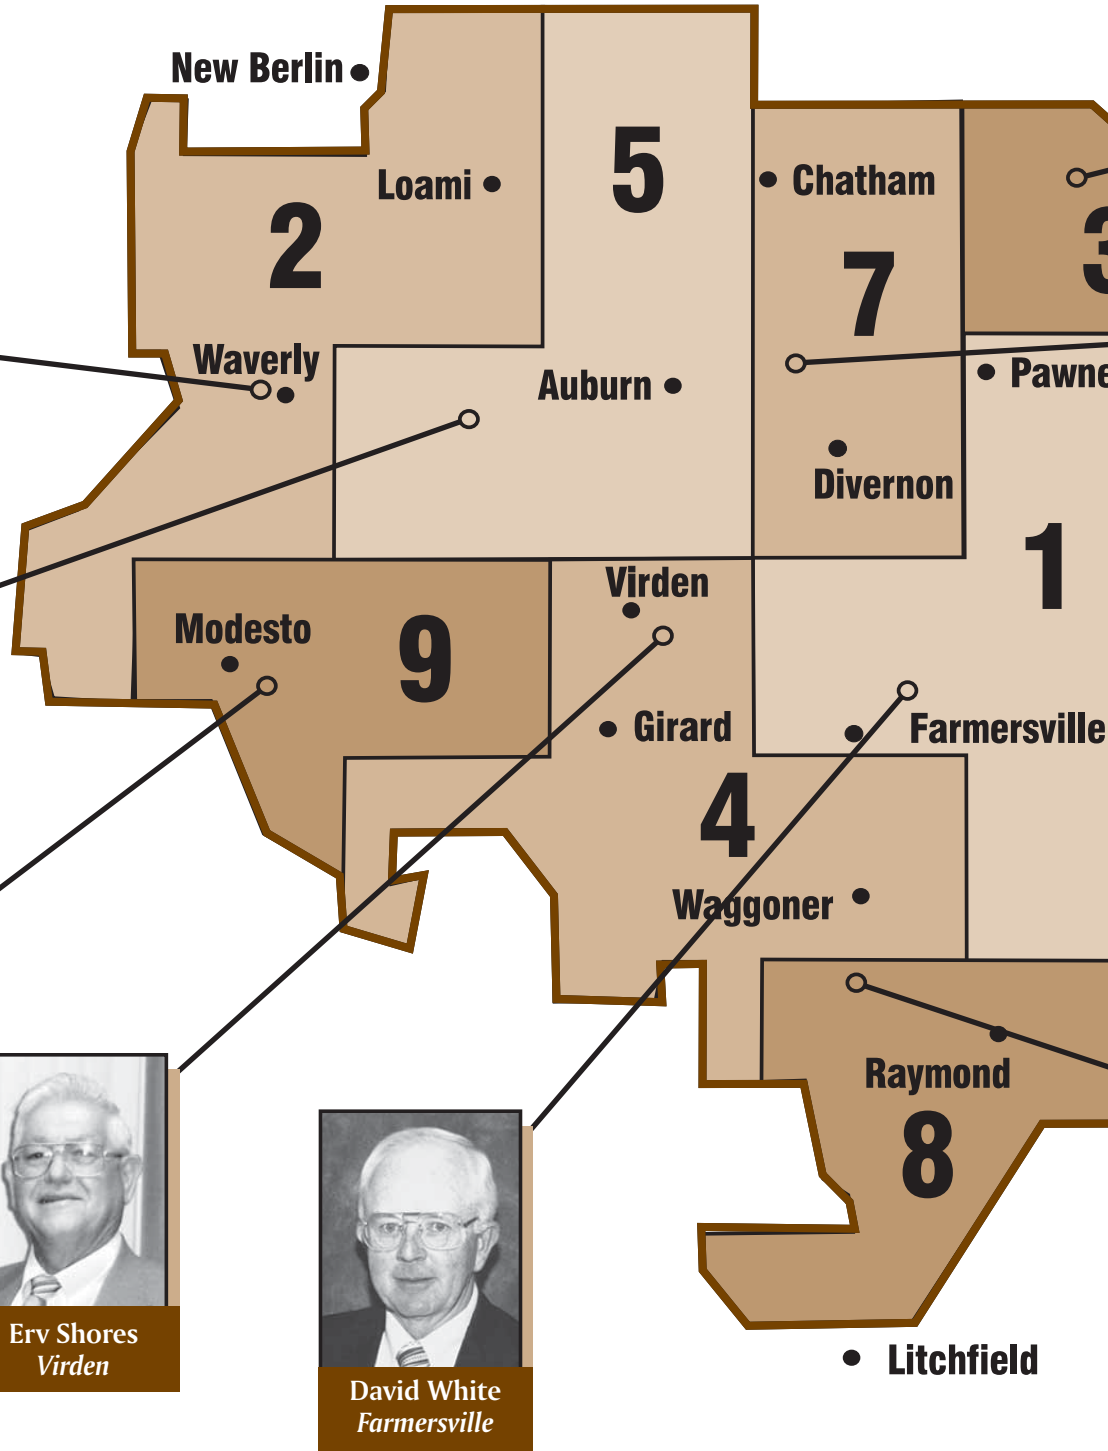 New Berlin
5
Loami
Chatham
2
7
3
Waverly
Auburn
Pawne
Divernon
1
Virden
Modesto
9
Girard
Farmersville
4
Waggoner
Raymond
8
Erv Shores
Virden
Litchfield
David White
Farmersville